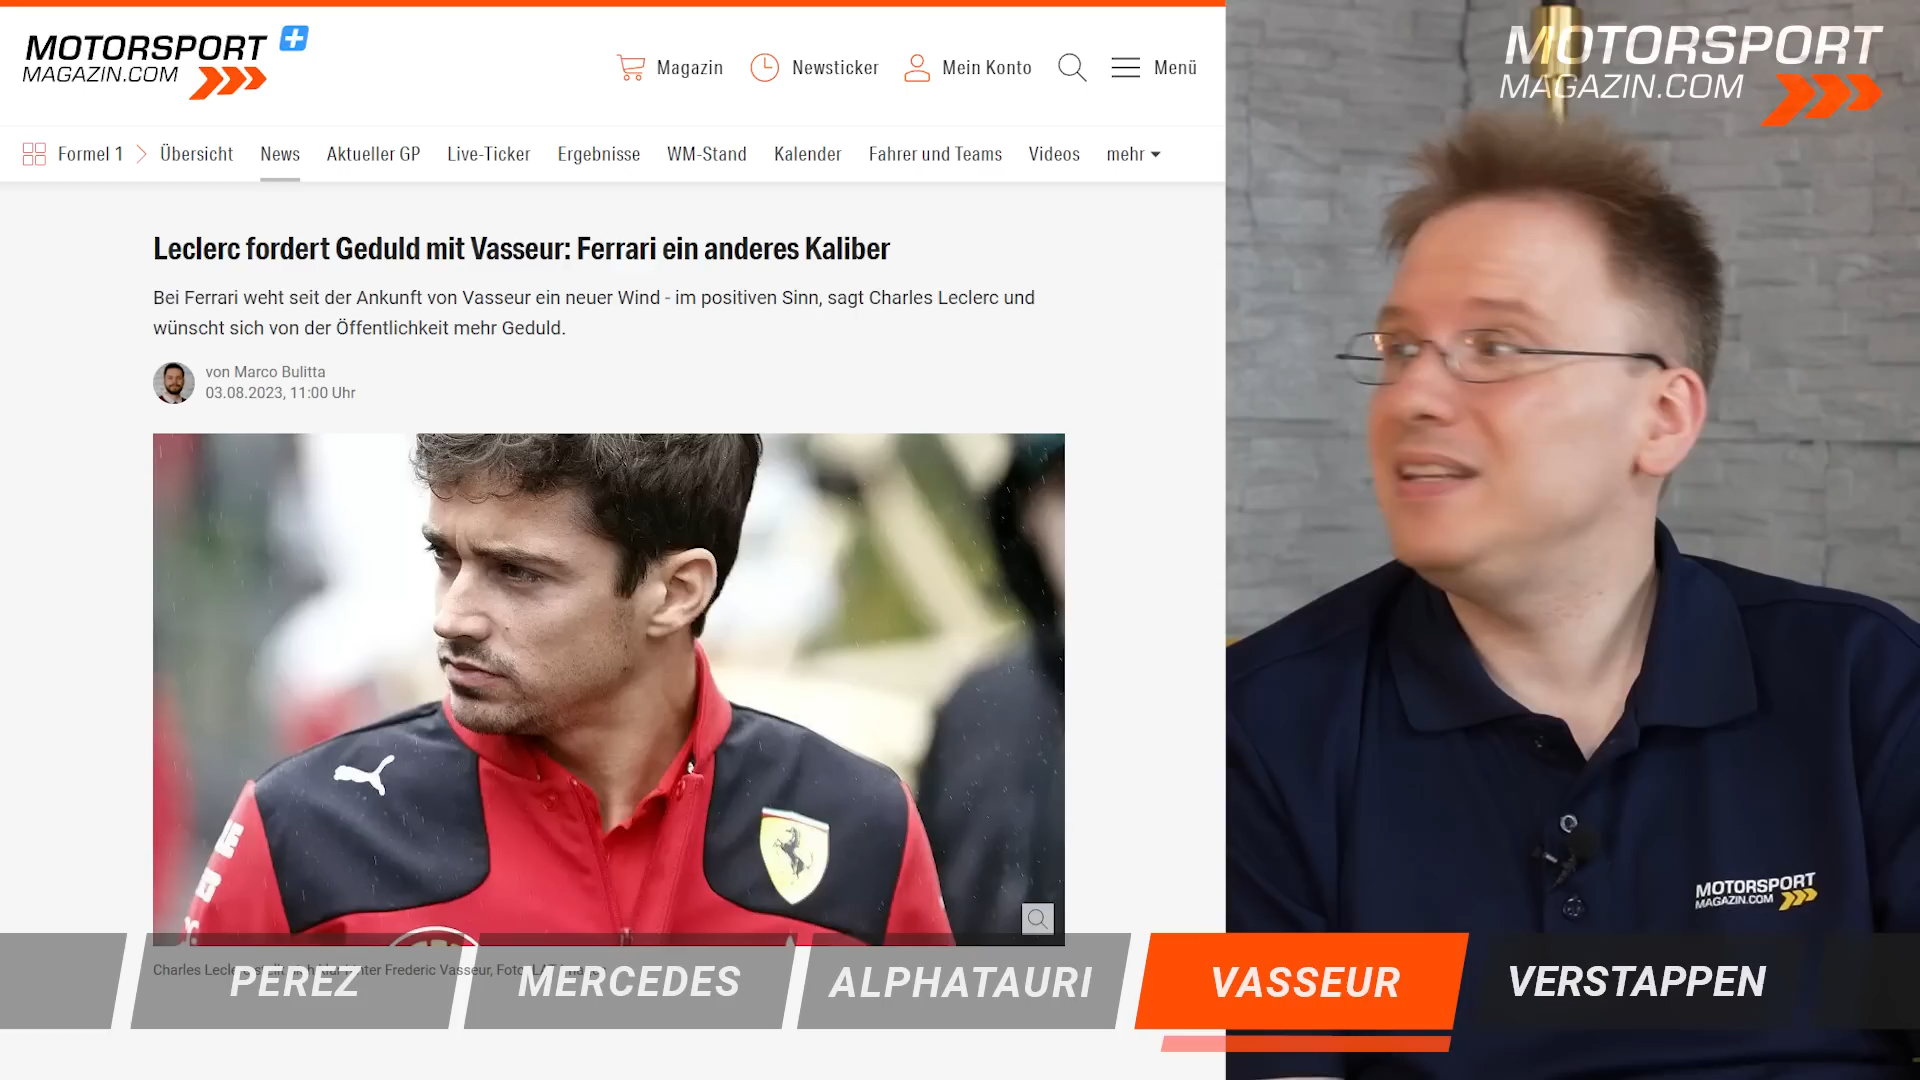 MOTORSPORT
MAGAZIN.COM
Magazin
Newsticker
Mein Konto
Menü
Formel 1
Übersicht
News
Aktueller GP
Live-Ticker
Ergebnisse
WM-Stand
Kalender
Fahrer und Teams
Videos
mehr
Leclerc fordert Geduld mit Vasseur: Ferrari ein anderes Kaliber
Bei Ferrari weht seit der Ankunft von Vasseur ein neuer Wind - im positiven Sinn, sagt Charles Leclerc und
wünscht sich von der Öffentlichkeit mehr Geduld.
von Marco Bulitta
03.08.2023, 11:00 Uhr
Charles Frederic Vasseur, Foto:
PEREZ
MERCEDES
ALPHATAURI
VASSEUR
VERSTAPPEN
MOTORSPORT
MAGAZIN.COM
MOTORSPORT
MAGAZIN.COM